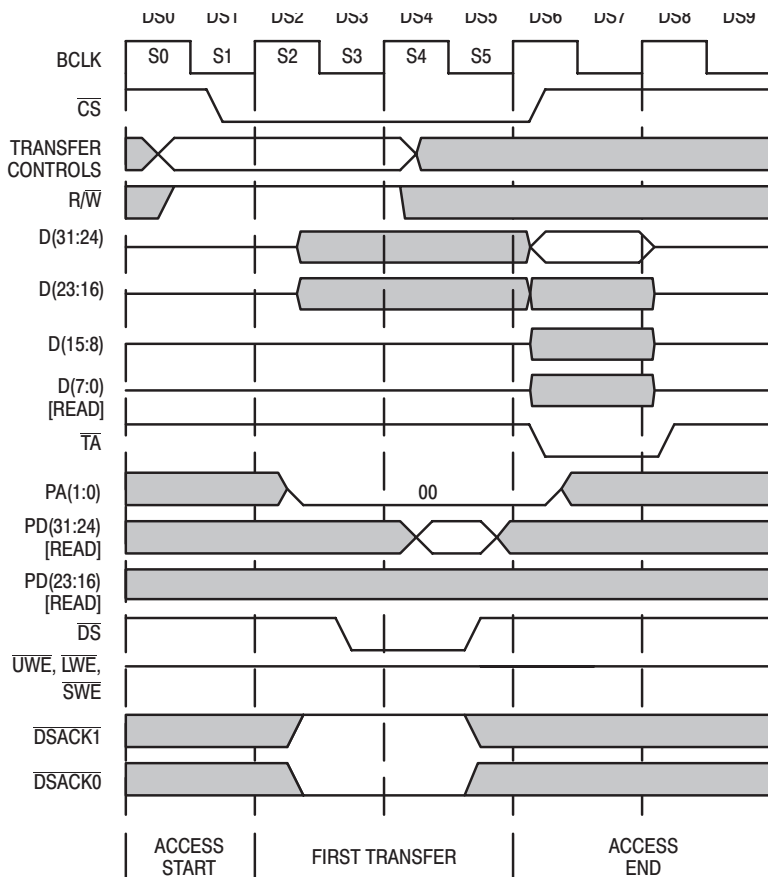 DS0 DS1 DS2 DS3 DS4 DS5 DS6 DS7 DS8 DS9
BCLK S0 S1 S2 S3 S4 S5
CS
TRANSFER
CONTROLS
R/W
D(31:24)
D(23:16)
D(15:8)
D(7:0)
[READ]
TA
PA(1:0) 00
PD(31:24)
[READ]
PD(23:16)
[READ]
DS
UWE, LWE,
SWE
DSACK1
DSACK0
ACCESS
START
FIRST TRANSFER
ACCESS
END